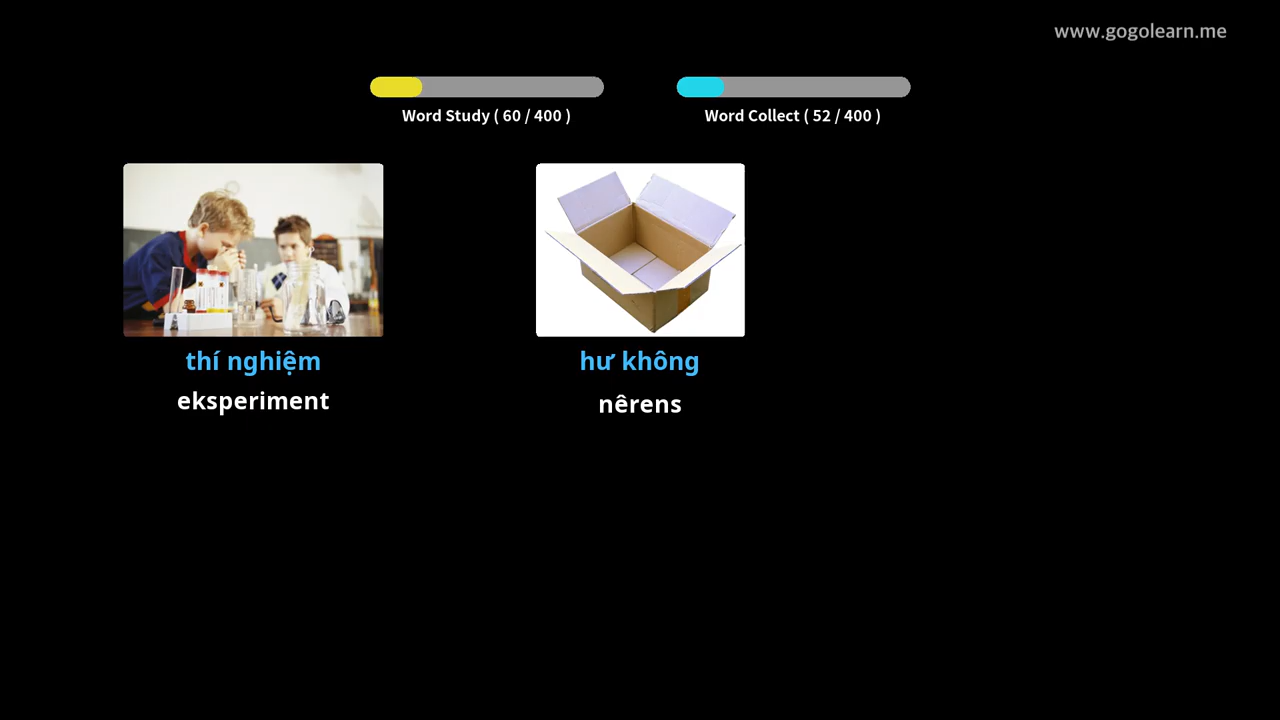 www.gogolearn.me
Word Study ( 60 / 400 )
Word Collect ( 52 / 400 )
thí nghiệm
eksperiment
hư không
nêrens